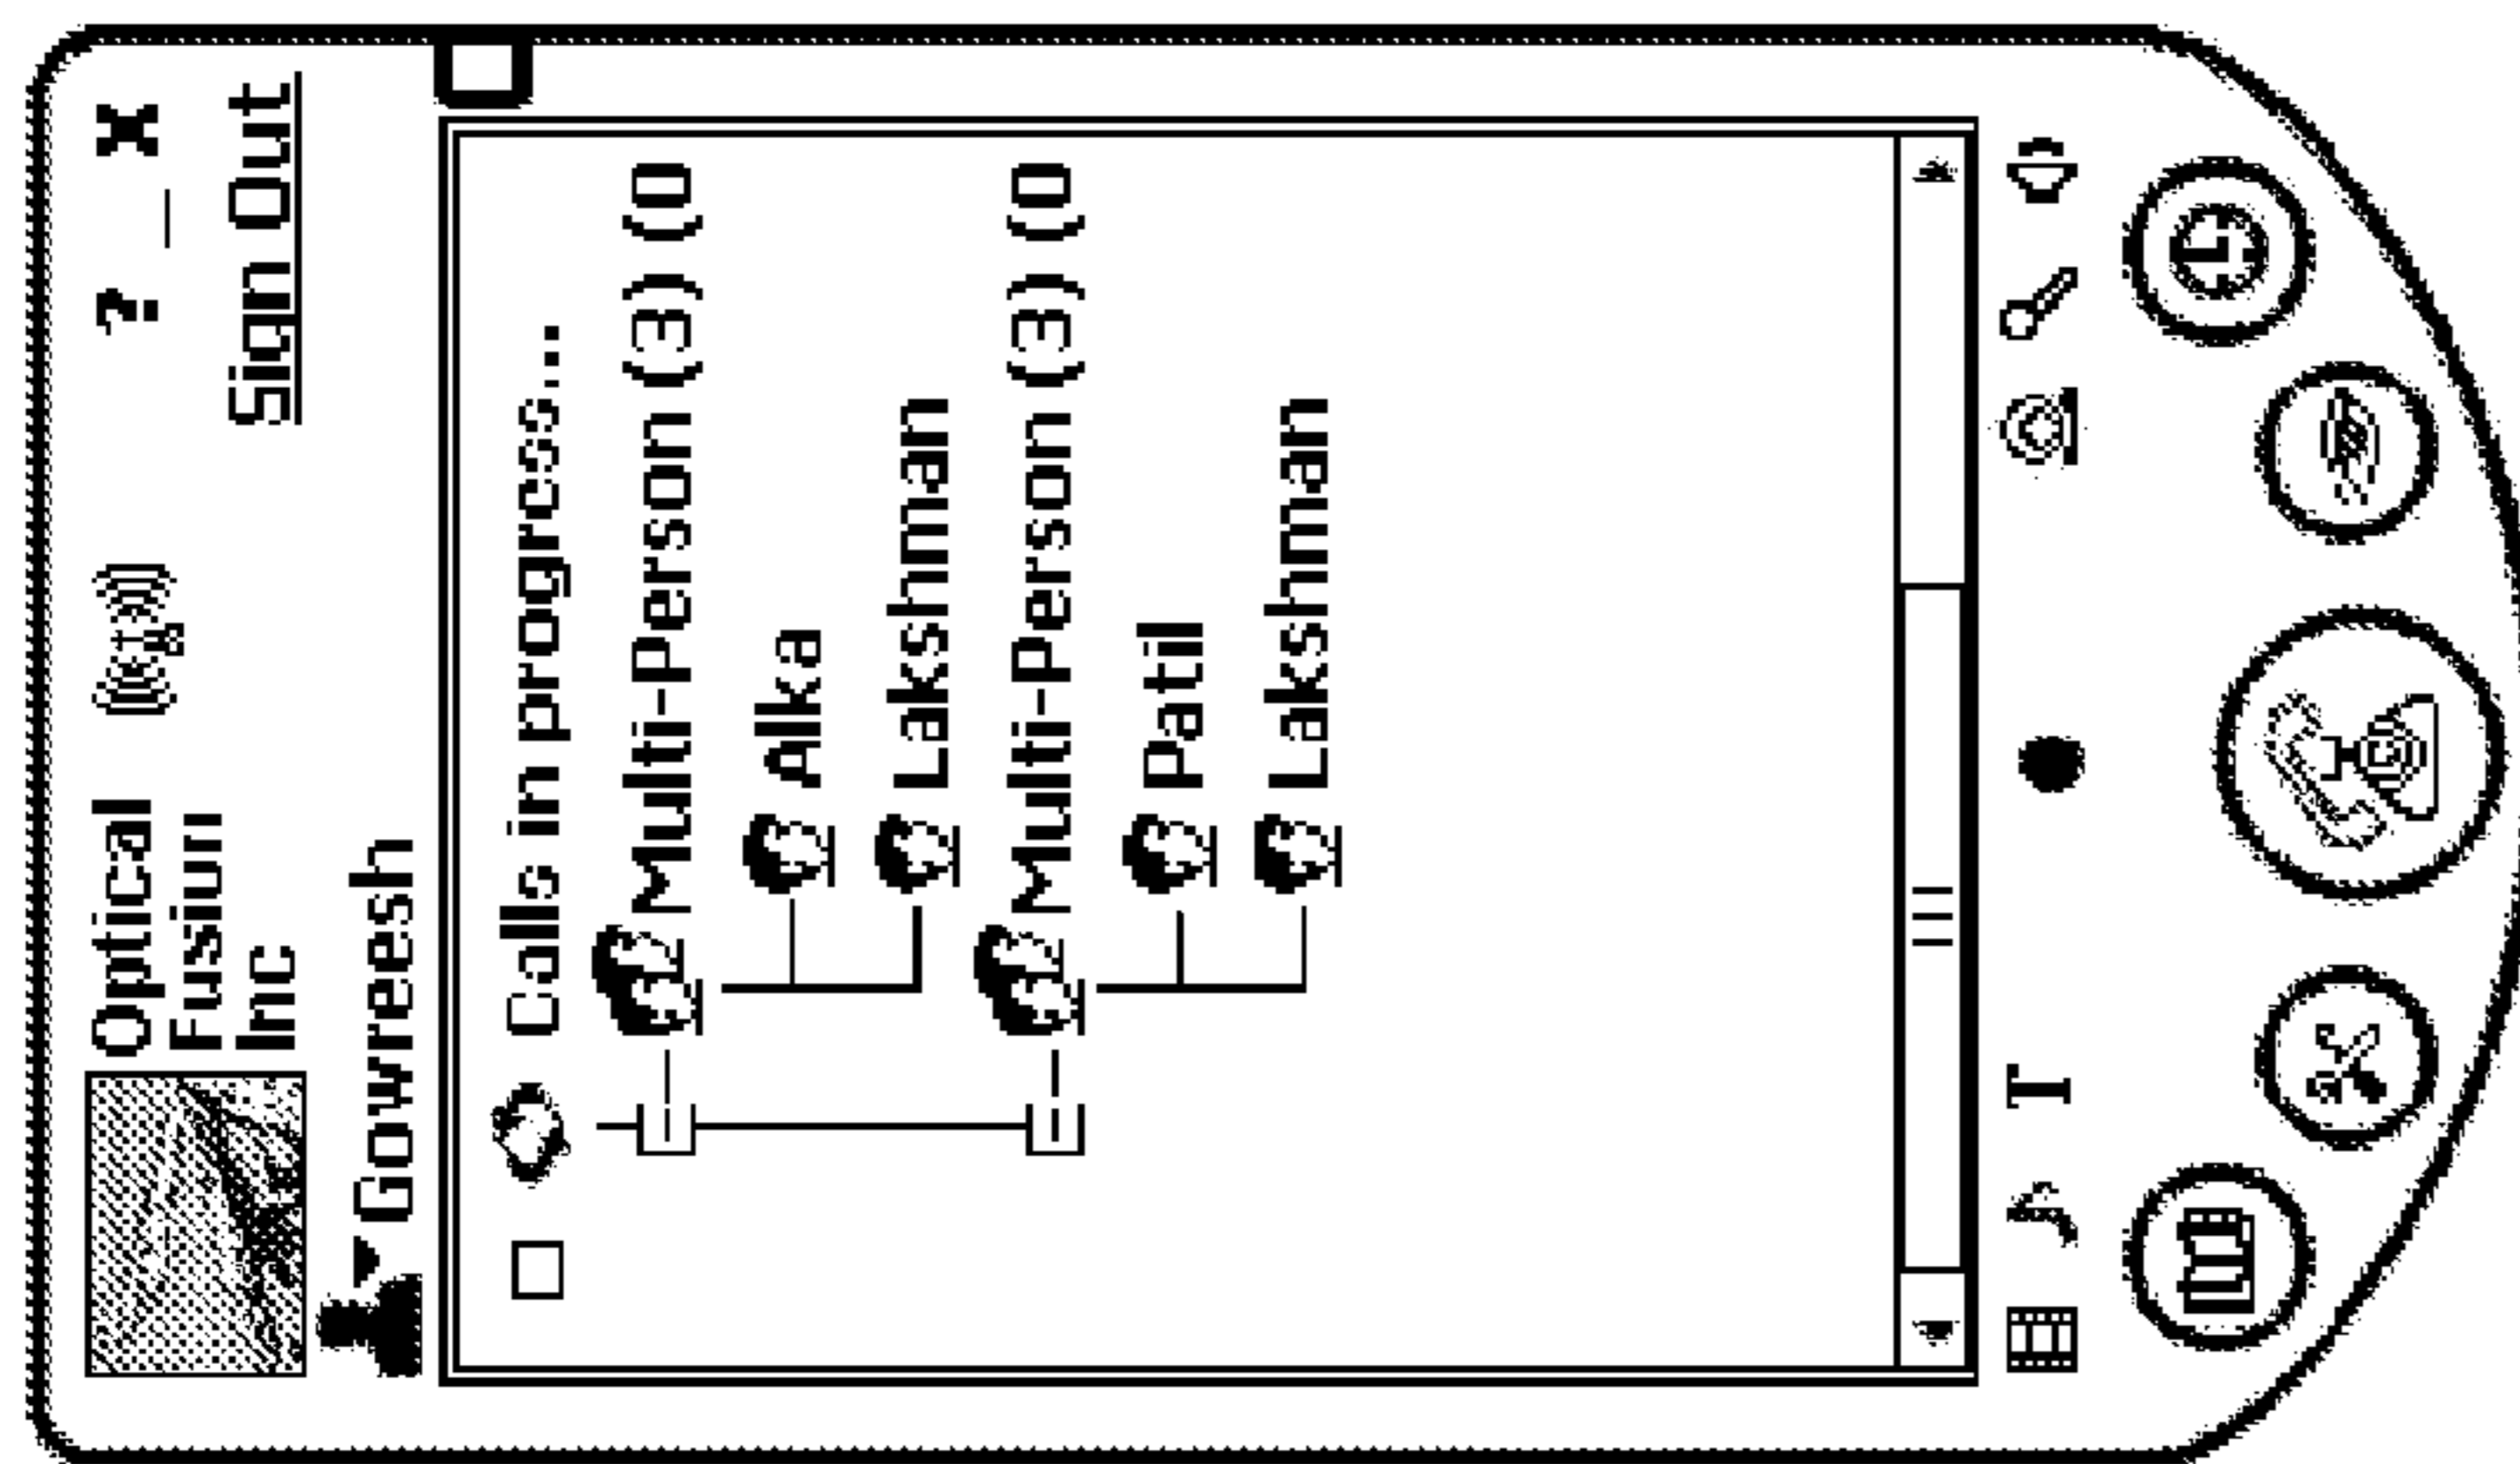 Optical
Fusion
Inc
? _ X
Sign Out
Gowreesh
Calls in progress...
Multi-Person (3) (0
Alka
Lakshman
Multi-Person (3) (0
Patil
Lakshman